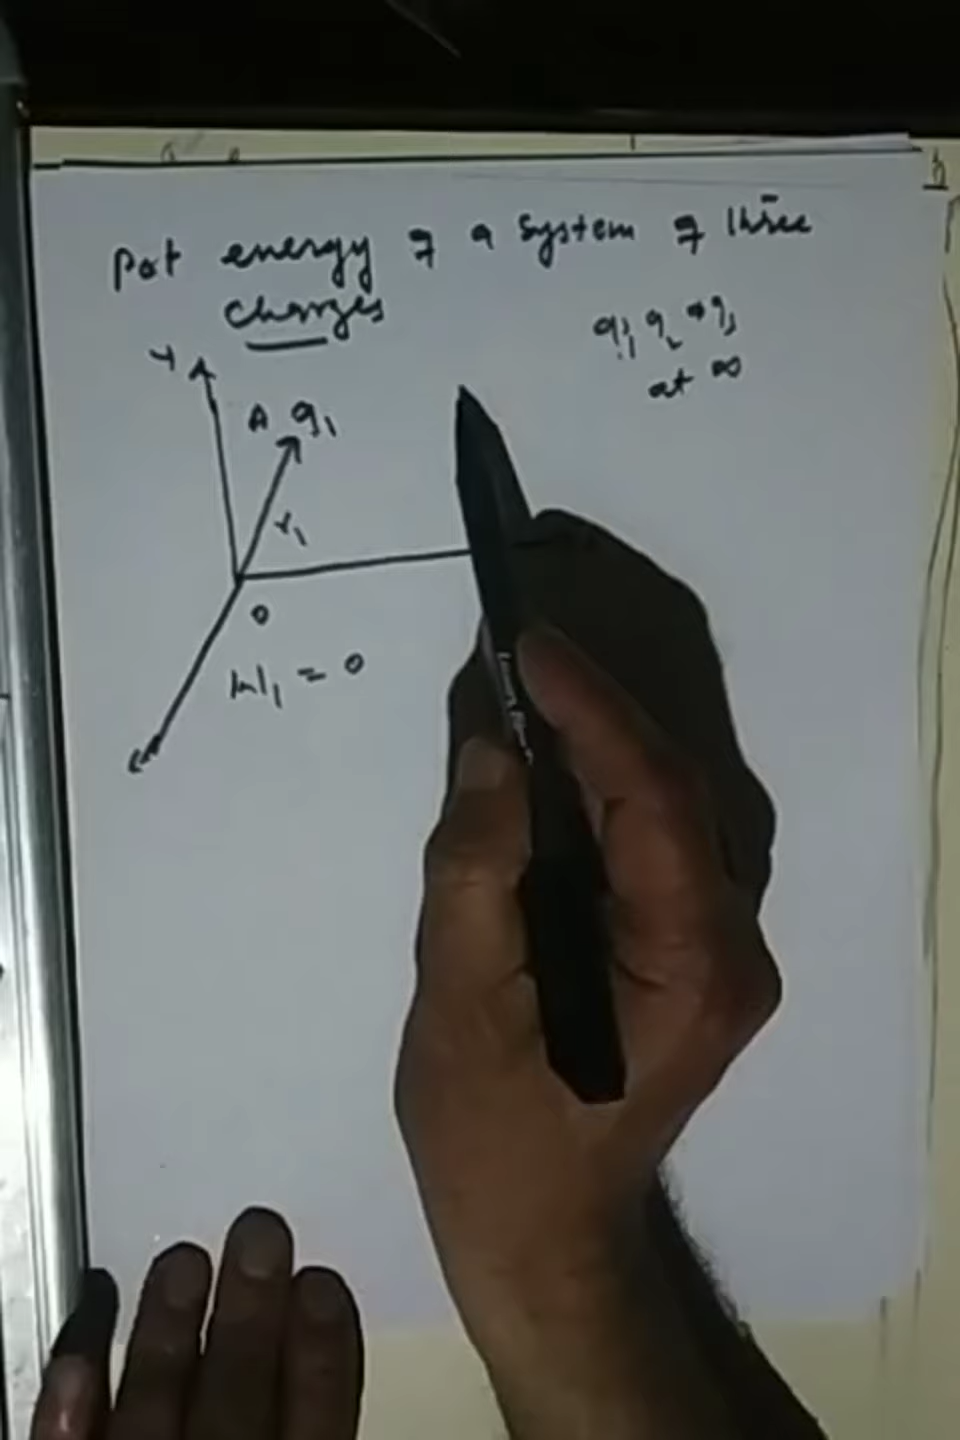 Pot energy of a System of three
charges
q1 q2 & q3
at ∞
Y
A q1
r1
O
W1 = 0